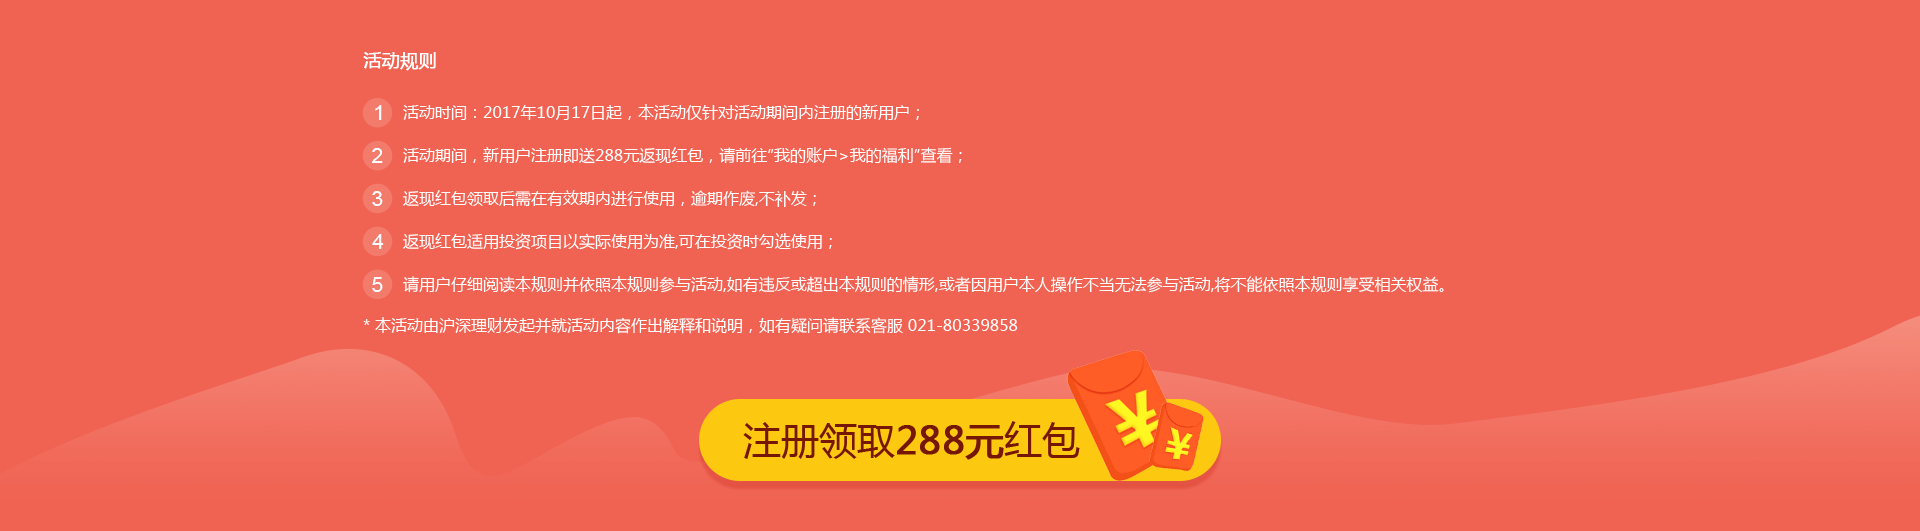 活动规则
1 活动时间：2017年10月17日起，本活动仅针对活动期间内注册的新用户；
2 活动期间，新用户注册即送288元返现红包，请前往"我的账户>我的福利"查看；
3 返现红包领取后需在有效期内进行使用，逾期作废,不补发；
4 返现红包适用投资项目以实际使用为准,可在投资时勾选使用；
5 请用户仔细阅读本规则并依照本规则参与活动,如有违反或超出本规则的情形,或者因用户本人操作不当无法参与活动,将不能依照本规则享受相关权益。
* 本活动由沪深理财发起并就活动内容作出解释和说明，如有疑问请联系客服 021-80339858
注册领取288元红包
¥
¥